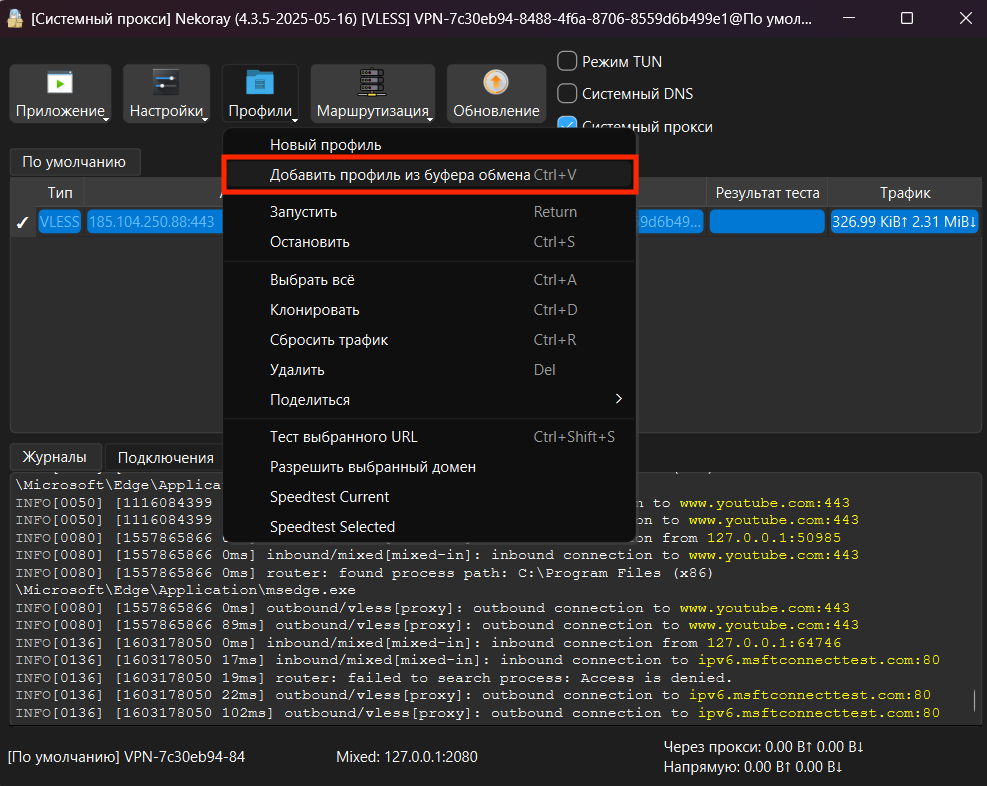 [Системный прокси] Nekoray (4.3.5-2025-05-16) [VLESS] VPN-7c30eb94-8488-4f6a-8706-8559d6b499e1@По умол...
Приложение
Настройки
Профили
Маршрутизация
Обновление
Режим TUN
Системный DNS
Системный прокси
Новый профиль
Добавить профиль из буфера обмена Ctrl+V
Запустить Return
Остановить Ctrl+S
Выбрать всё Ctrl+A
Клонировать Ctrl+D
Сбросить трафик Ctrl+R
Удалить Del
Поделиться
Тест выбранного URL Ctrl+Shift+S
Разрешить выбранный домен
Speedtest Current
Speedtest Selected
По умолчанию
Тип Результат теста Трафик
✓ VLESS 185.104.250.88:443 9d6b49... 326.99 KiB↑ 2.31 MiB↓
Журналы Подключения
\Microsoft\Edge\Applica
INFO[0050] [1116084399 n to www.youtube.com:443
INFO[0050] [1116084399 on to www.youtube.com:443
INFO[0080] [1557865866 on from 127.0.0.1:50985
INFO[0080] [1557865866 0ms] inbound/mixed[mixed-in]: inbound connection to www.youtube.com:443
INFO[0080] [1557865866 0ms] router: found process path: C:\Program Files (x86)
\Microsoft\Edge\Application\msedge.exe
INFO[0080] [1557865866 0ms] outbound/vless[proxy]: outbound connection to www.youtube.com:443
INFO[0080] [1557865866 89ms] outbound/vless[proxy]: outbound connection to www.youtube.com:443
INFO[0136] [1603178050 0ms] inbound/mixed[mixed-in]: inbound connection from 127.0.0.1:64746
INFO[0136] [1603178050 17ms] inbound/mixed[mixed-in]: inbound connection to ipv6.msftconnecttest.com:80
INFO[0136] [1603178050 19ms] router: failed to search process: Access is denied.
INFO[0136] [1603178050 22ms] outbound/vless[proxy]: outbound connection to ipv6.msftconnecttest.com:80
INFO[0136] [1603178050 102ms] outbound/vless[proxy]: outbound connection to ipv6.msftconnecttest.com:80
[По умолчанию] VPN-7c30eb94-84
Mixed: 127.0.0.1:2080
Через прокси: 0.00 B↑ 0.00 B↓
Напрямую: 0.00 B↑ 0.00 B↓